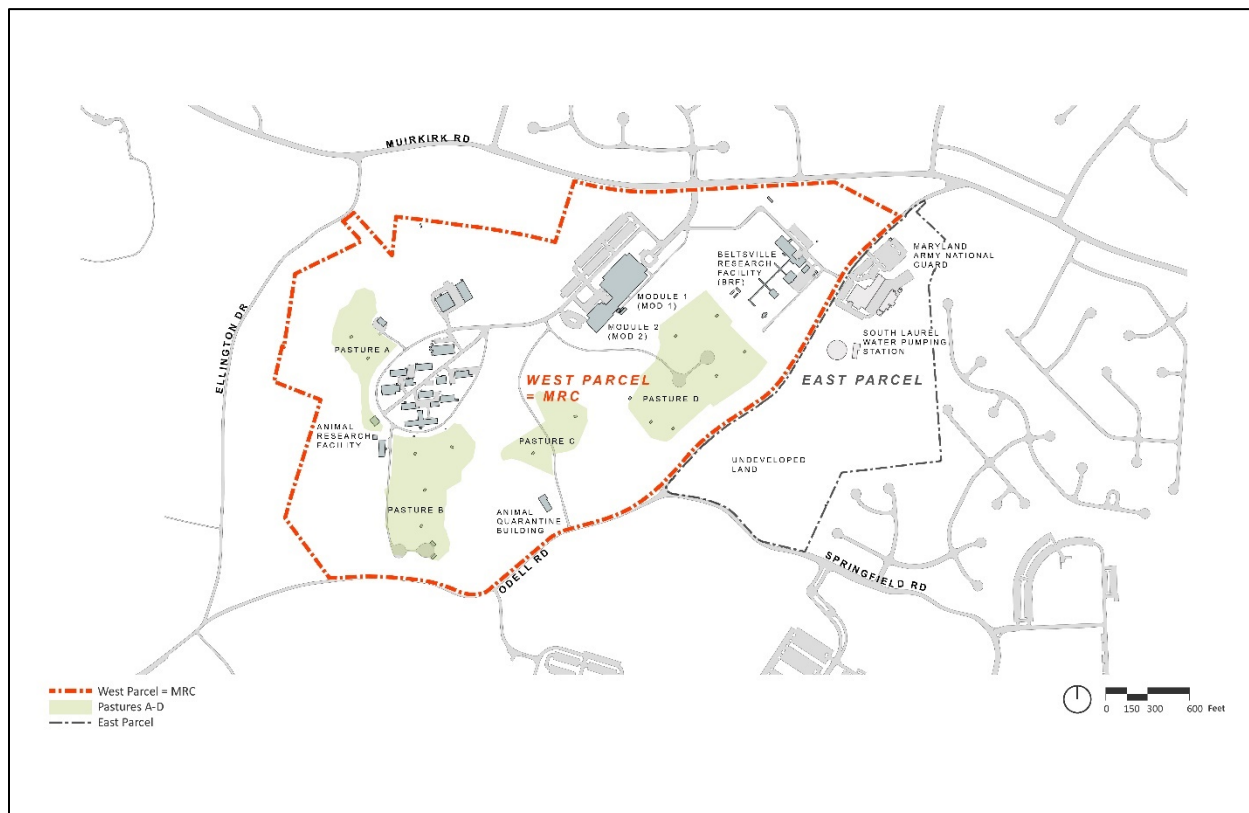 MUIRKIRK RD
ELLINGTON DR
MARYLAND
ARMY NATIONAL
GUARD
BELTSVILLE
RESEARCH
FACILITY
(BRF)
MODULE 1
(MOD 1)
MODULE 2
(MOD 2)
SOUTH LAUREL
WATER PUMPING
STATION
PASTURE A
WEST PARCEL
= MRC
EAST PARCEL
PASTURE D
ANIMAL
RESEARCH
FACILITY
PASTURE C
UNDEVELOPED
LAND
PASTURE B
ANIMAL
QUARANTINE
BUILDING
ODELL RD
SPRINGFIELD RD
West Parcel = MRC
Pastures A-D
East Parcel
0 150 300 600 Feet